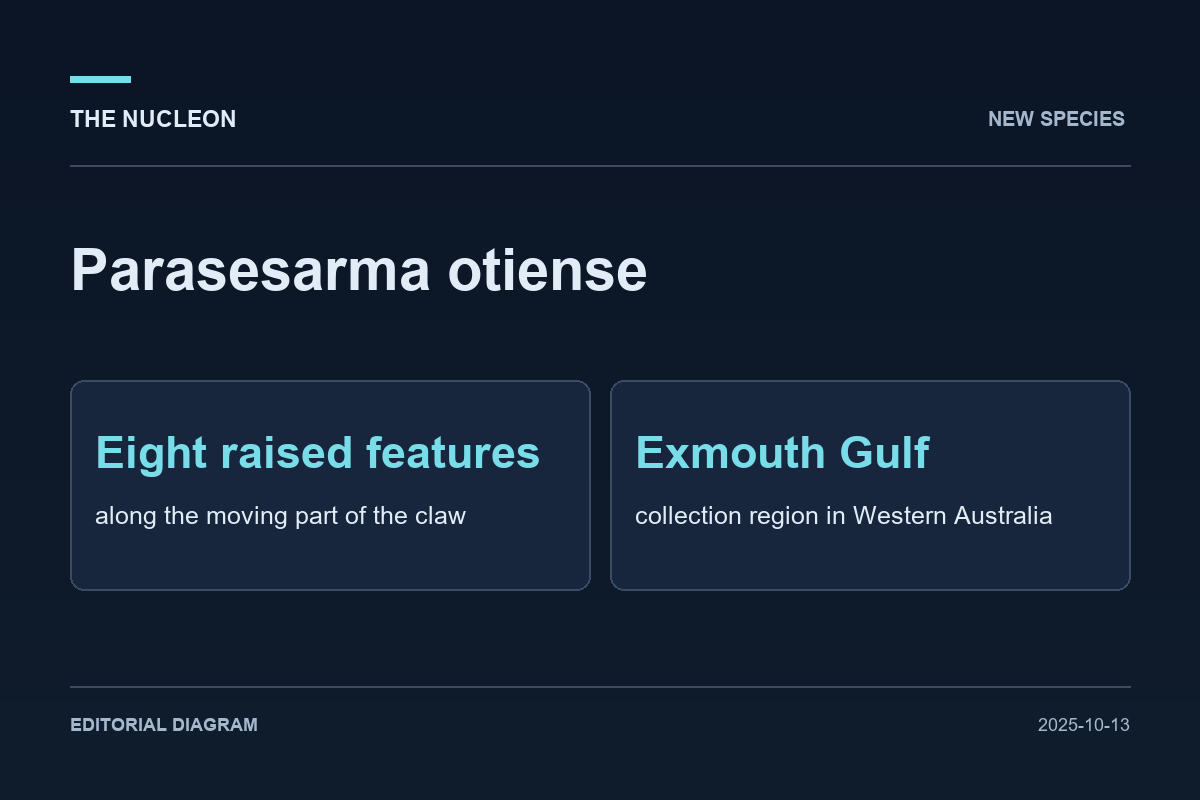 THE NUCLEON
NEW SPECIES
Parasesarma otiense
Eight raised features
along the moving part of the claw
Exmouth Gulf
collection region in Western Australia
EDITORIAL DIAGRAM
2025-10-13